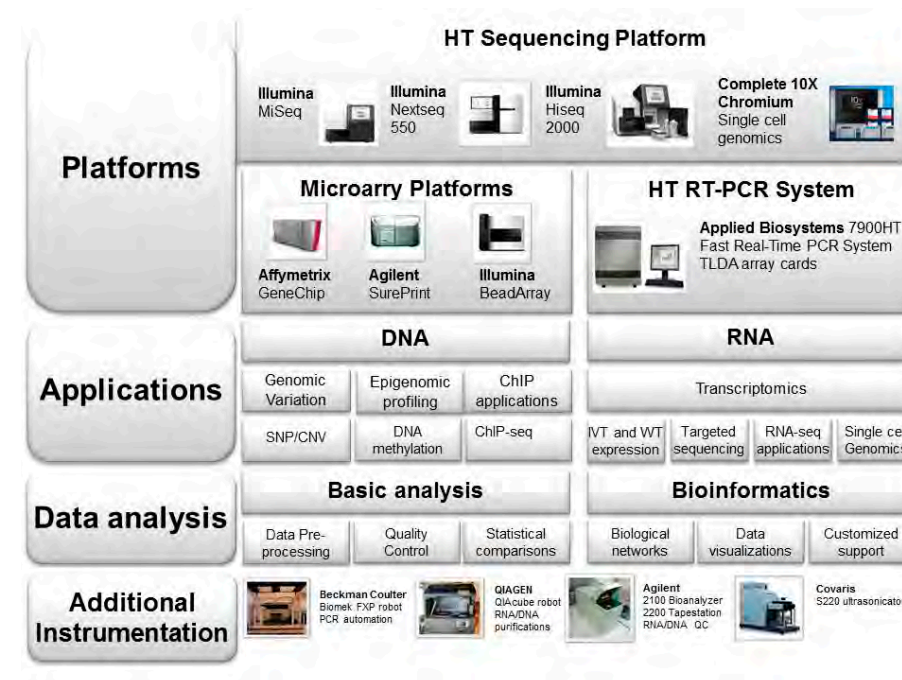 HT Sequencing Platform
Illumina
MiSeq
Illumina
Nextseq
550
Illumina
Hiseq
2000
Complete 10X
Chromium
Single cell
genomics
Platforms
Microarry Platforms
Affymetrix
GeneChip
Agilent
SurePrint
Illumina
BeadArray
HT RT-PCR System
Applied Biosystems 7900HT
Fast Real-Time PCR System
TLDA array cards
Applications
DNA
RNA
Genomic
Variation
Epigenomic
profiling
ChIP
applications
Transcriptomics
SNP/CNV
DNA
methylation
ChIP-seq
IVT and WT
expression
Targeted
sequencing
RNA-seq
applications
Single ce
Genomics
Data analysis
Basic analysis
Bioinformatics
Data Pre-
processing
Quality
Control
Statistical
comparisons
Biological
networks
Data
visualizations
Customized
support
Additional
Instrumentation
Beckman Coulter
Biomek FXP robot
PCR automation
QIAGEN
QIAcube robot
RNA/DNA
purifications
Agilent
2100 Bioanalyzer
2200 Tapestation
RNA/DNA QC
Covaris
S220 ultrasonicato